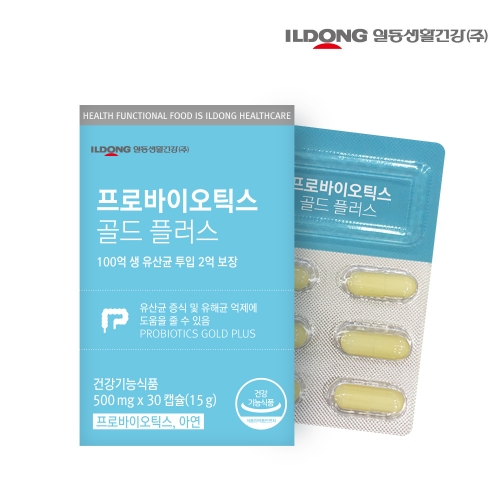 ILDONG 일동생활건강(주)
HEALTH FUNCTIONAL FOOD IS ILDONG HEALTHCARE
ILDONG 일동생활건강(주)
프로바이오틱스
골드 플러스
100억 생 유산균 투입 2억 보장
유산균 증식 및 유해균 억제에
도움을 줄 수 있음
PROBIOTICS GOLD PLUS
건강기능식품
500 mg x 30 캡슐(15 g)
프로바이오틱스, 아연
건강
기능식품
프로바이오틱스
골드 플러스